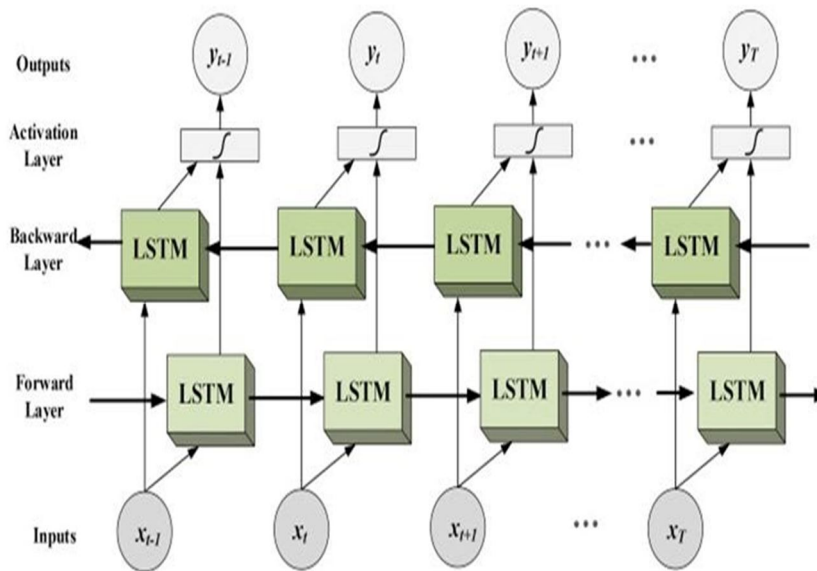 Outputs
y_{t-1} y_t y_{t+1} ... y_T
Activation
Layer
∫ ∫ ∫ ... ∫
Backward
Layer
LSTM LSTM LSTM ... LSTM
Forward
Layer
LSTM LSTM LSTM ... LSTM
Inputs
x_{t-1} x_t x_{t+1} ... x_T